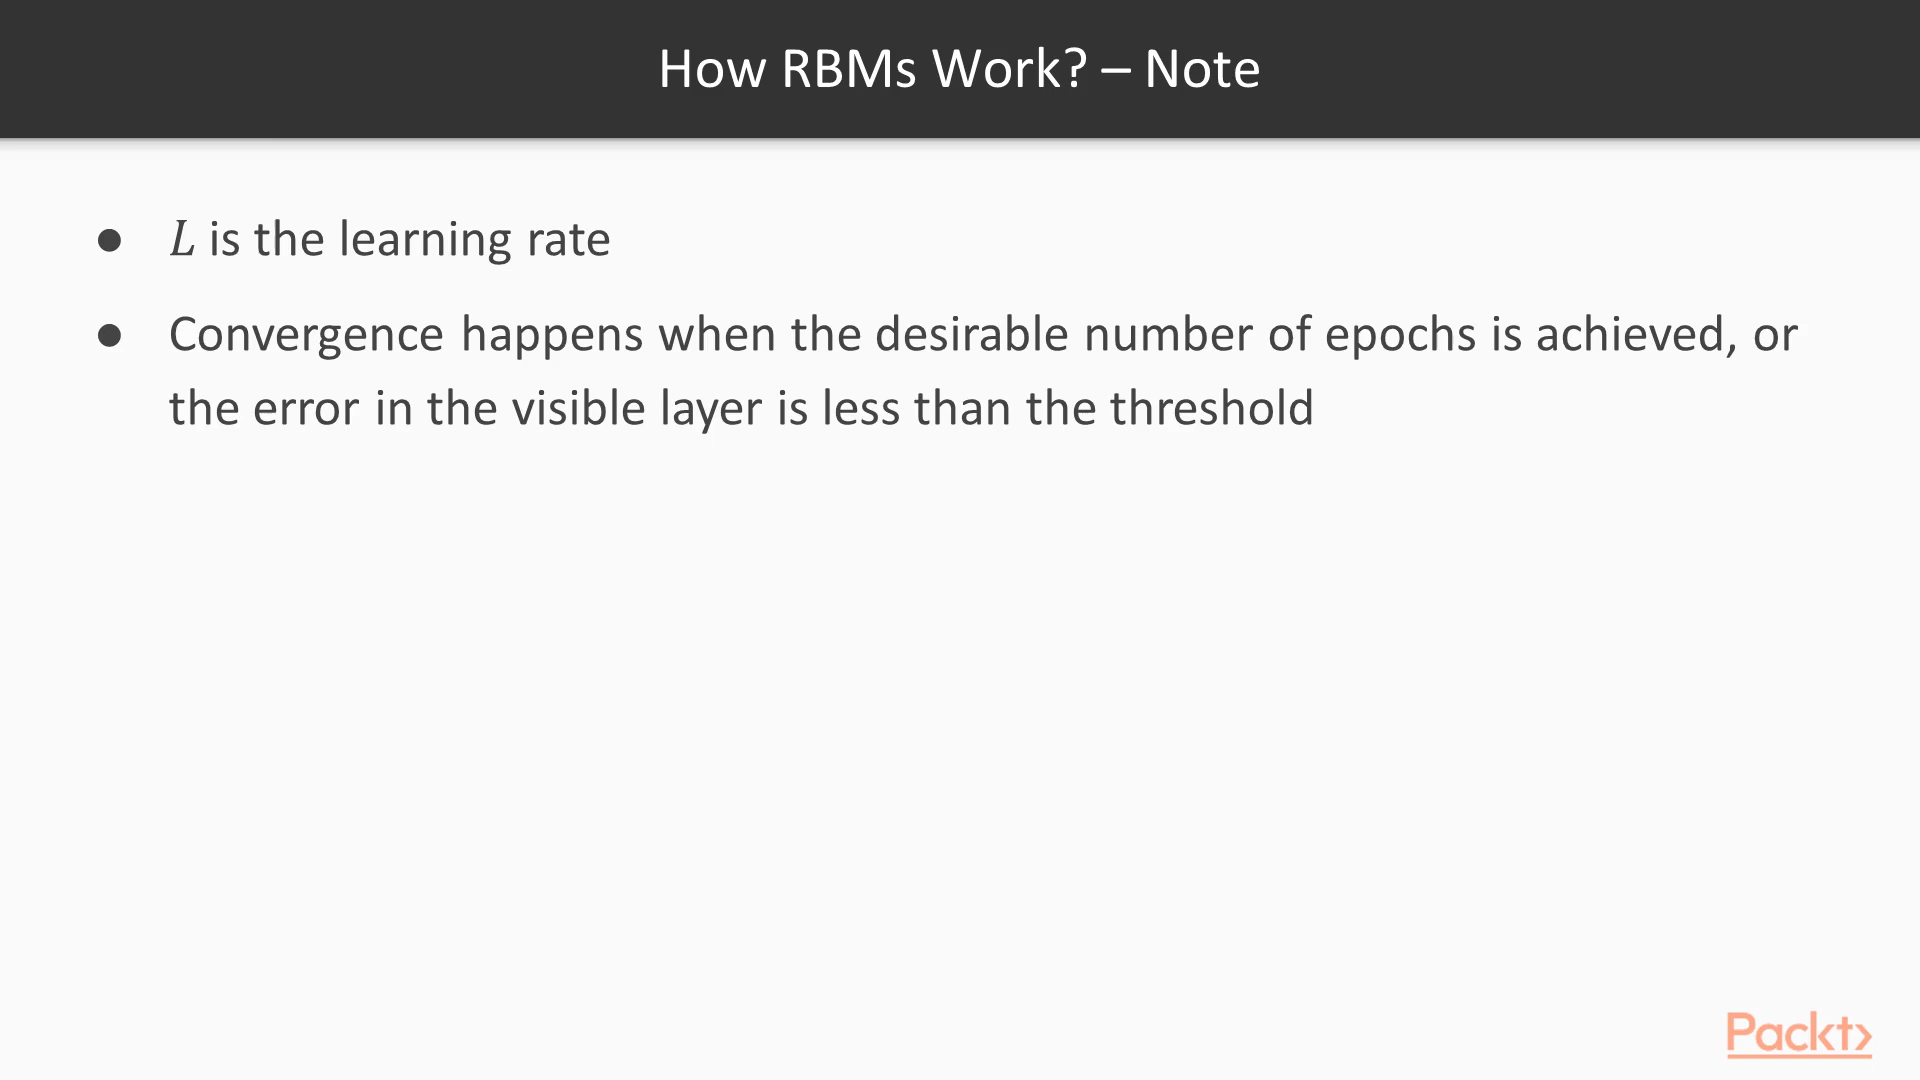 How RBMs Work? – Note
● L is the learning rate
● Convergence happens when the desirable number of epochs is achieved, or
the error in the visible layer is less than the threshold
Packt>